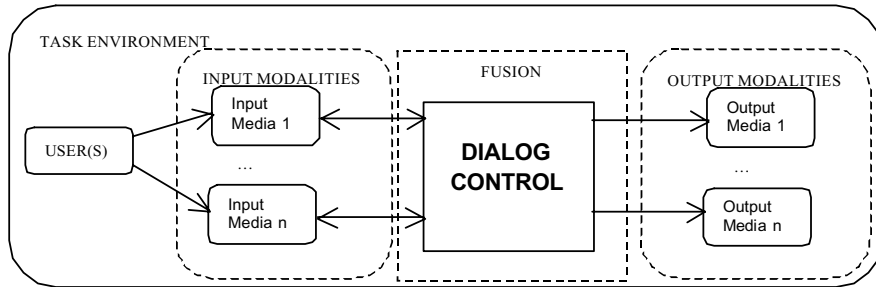 TASK ENVIRONMENT
INPUT MODALITIES
FUSION
OUTPUT MODALITIES
USER(S)
Input
Media 1
...
Input
Media n
DIALOG
CONTROL
Output
Media 1
...
Output
Media n